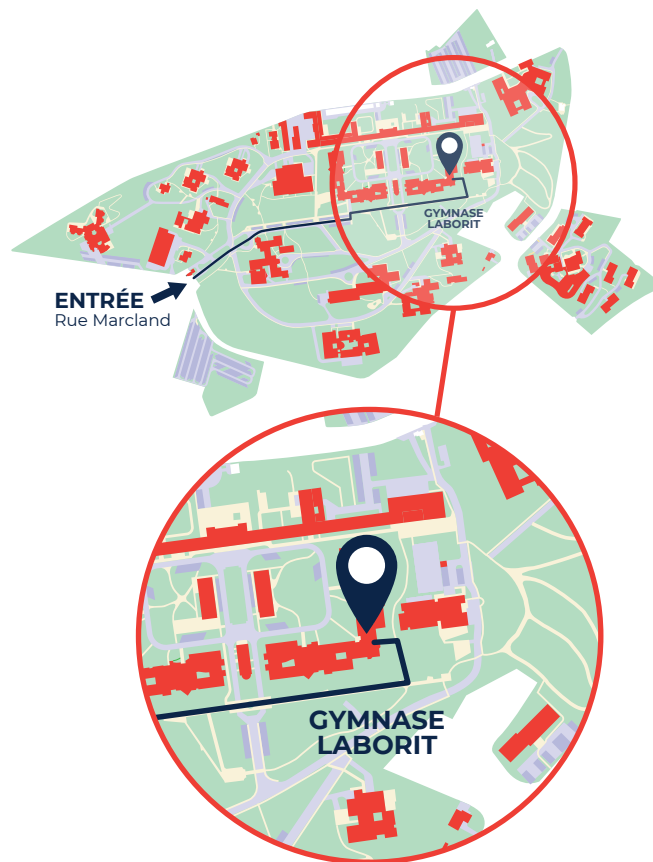 GYMNASE
LABORIT
ENTRÉE
Rue Marcland
GYMNASE
LABORIT